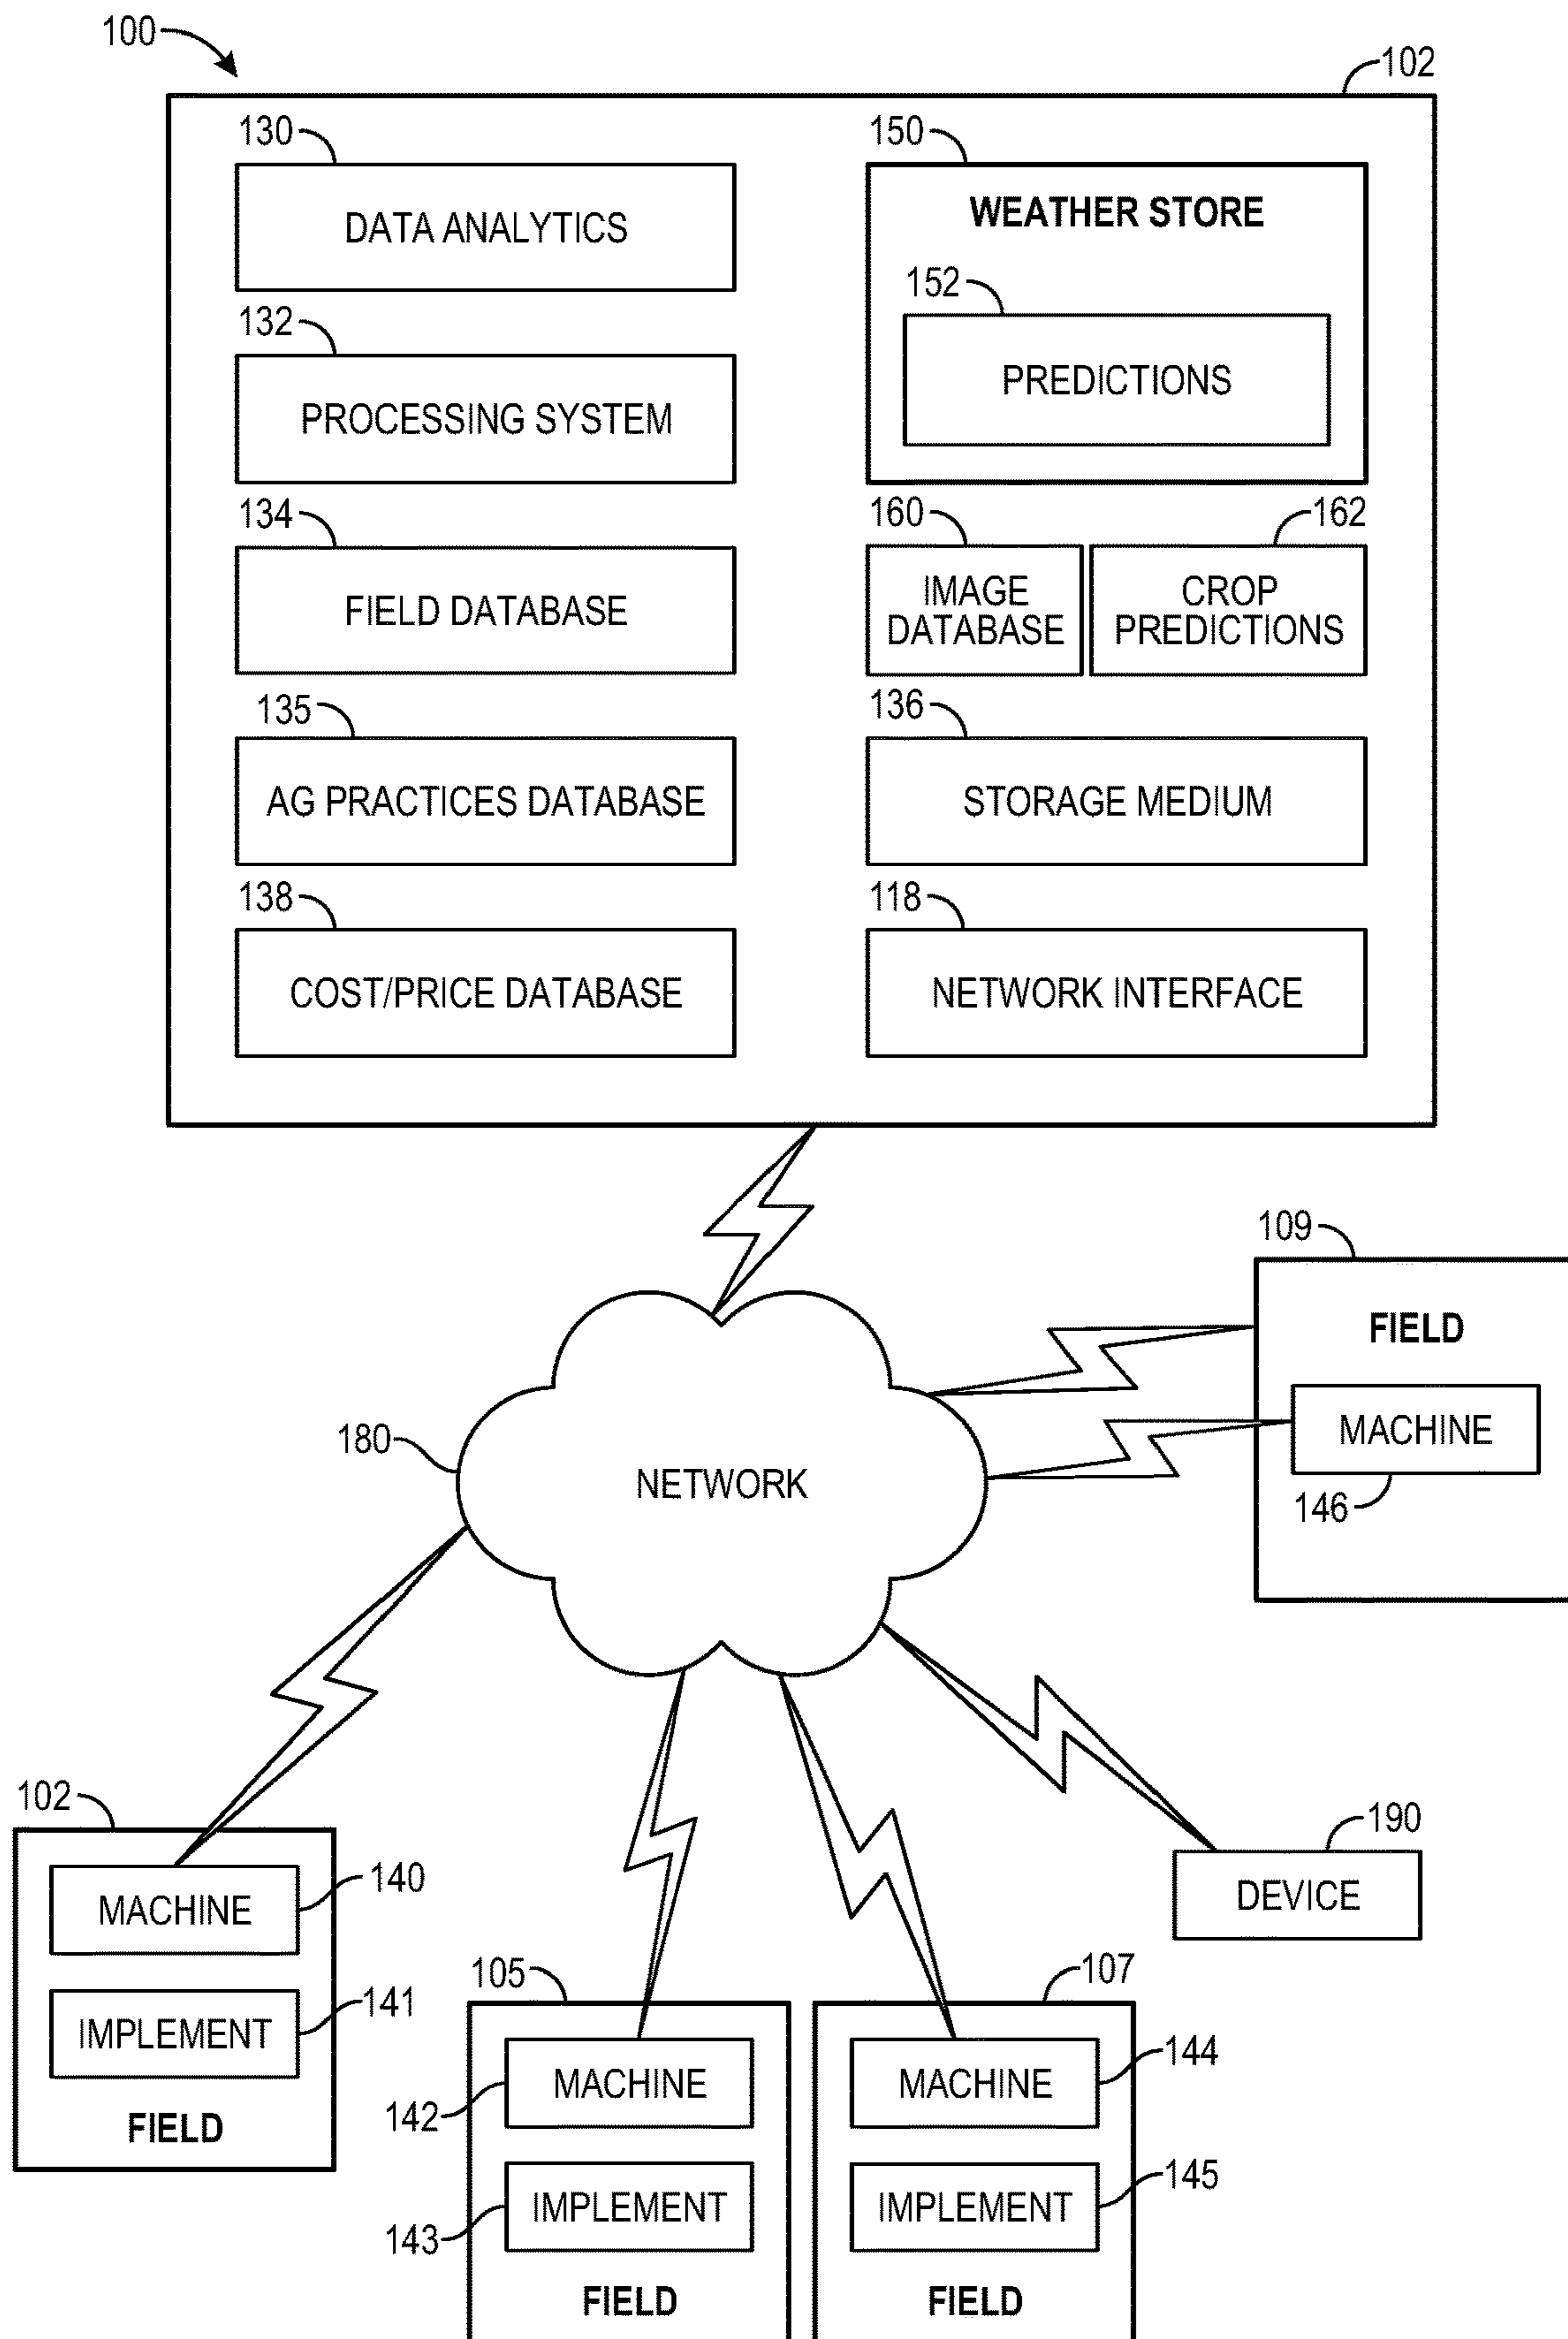 100
102
130
DATA ANALYTICS
150
WEATHER STORE
152
PREDICTIONS
132
PROCESSING SYSTEM
134
FIELD DATABASE
160
IMAGE
DATABASE
162
CROP
PREDICTIONS
135
AG PRACTICES DATABASE
136
STORAGE MEDIUM
138
COST/PRICE DATABASE
118
NETWORK INTERFACE
109
FIELD
MACHINE
146
180
NETWORK
102
MACHINE
140
IMPLEMENT
141
FIELD
190
DEVICE
105
MACHINE
142
IMPLEMENT
143
FIELD
107
MACHINE
144
IMPLEMENT
145
FIELD